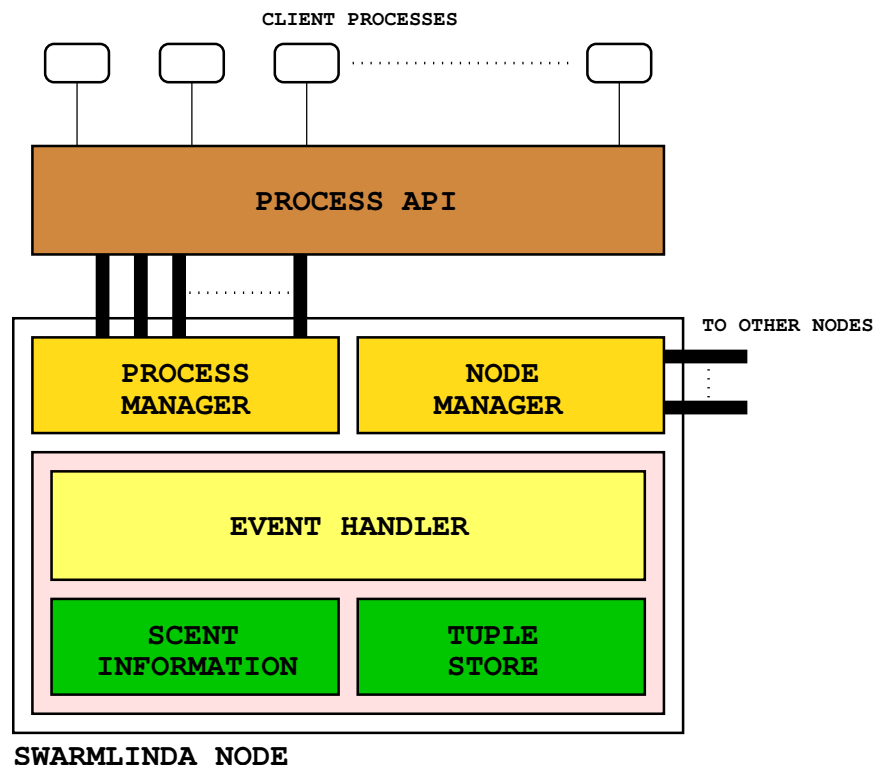 CLIENT PROCESSES
PROCESS API
TO OTHER NODES
PROCESS
MANAGER
NODE
MANAGER
EVENT HANDLER
SCENT
INFORMATION
TUPLE
STORE
SWARMLINDA NODE